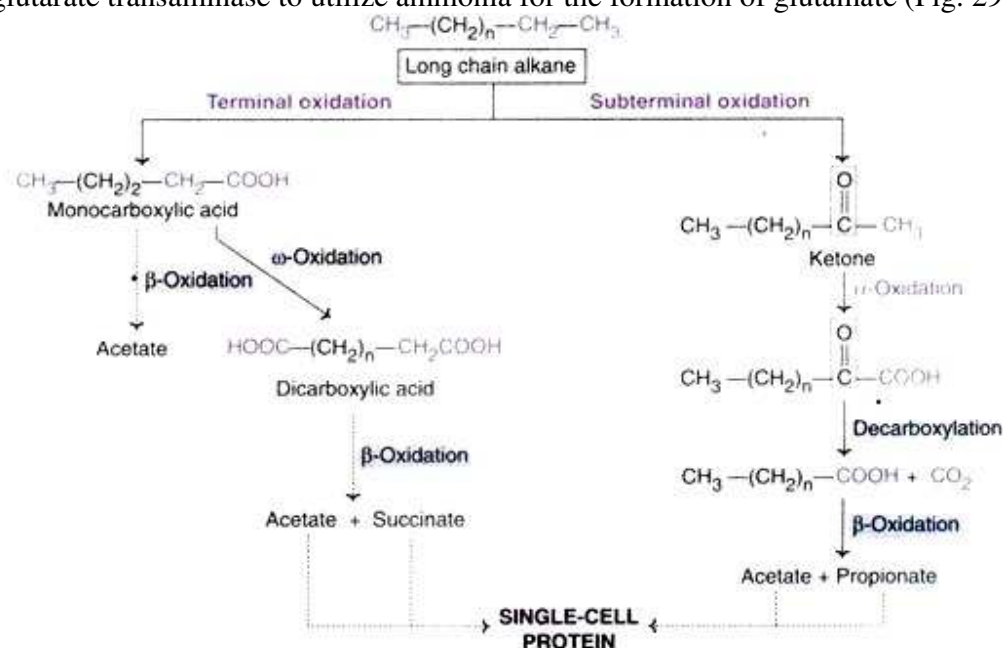 glutarate transaminase to utilize ammonia for the formation of glutamate (Fig. 29
CH3—(CH2)n—CH2—CH3
Long chain alkane
Terminal oxidation
Subterminal oxidation
CH3—(CH2)2—CH2—COOH
Monocarboxylic acid
β-Oxidation
ω-Oxidation
Acetate
HOOC—(CH2)n—CH2COOH
Dicarboxylic acid
β-Oxidation
Acetate + Succinate
O
CH3—(CH2)n—C—CH3
Ketone
α-Oxidation
O
CH3—(CH2)n—C—COOH
Decarboxylation
CH3—(CH2)n—COOH + CO2
β-Oxidation
Acetate + Propionate
SINGLE-CELL
PROTEIN